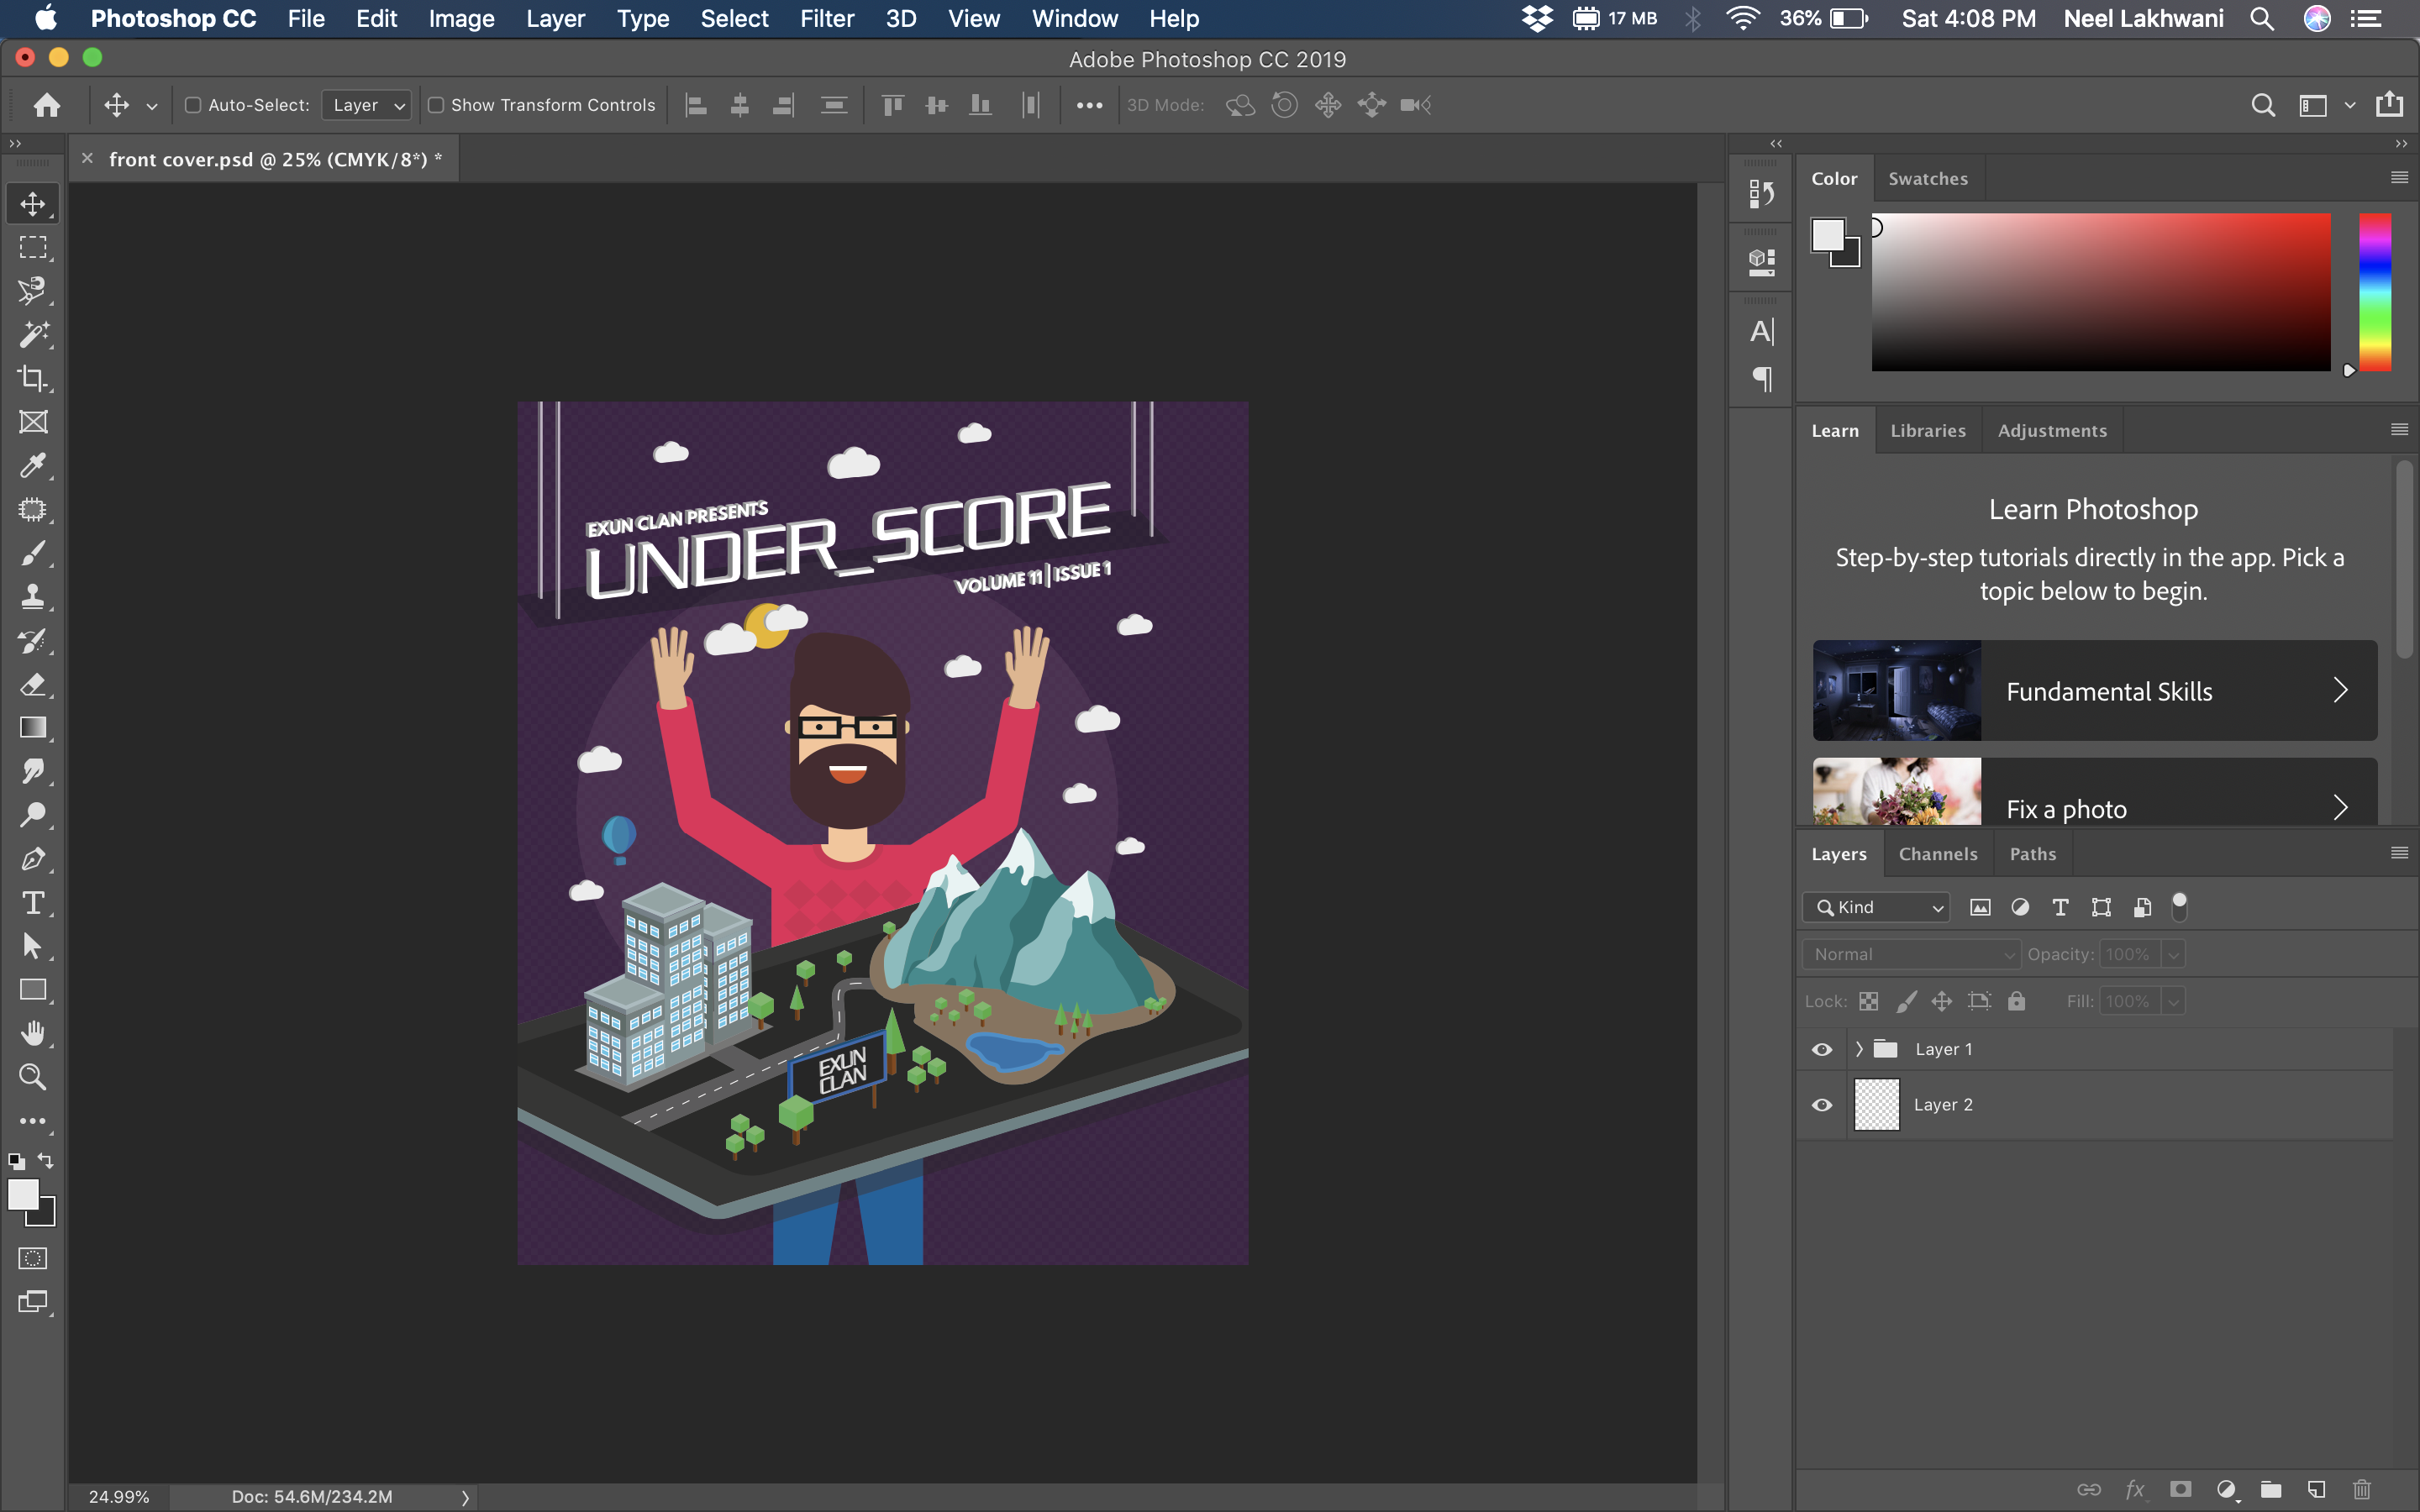 Photoshop CC File Edit Image Layer Type Select Filter 3D View Window Help 17 MB 36% Sat 4:08 PM Neel Lakhwani
Adobe Photoshop CC 2019
Auto-Select: Layer Show Transform Controls 3D Mode:
front cover.psd @ 25% (CMYK/8*) *
Color Swatches
Learn Libraries Adjustments
Learn Photoshop
Step-by-step tutorials directly in the app. Pick a
topic below to begin.
Fundamental Skills
Fix a photo
EXUN CLAN PRESENTS
UNDER_SCORE
VOLUME 11 | ISSUE 1
EXUN
CLAN
Layers Channels Paths
Kind
Normal Opacity: 100%
Lock: Fill: 100%
Layer 1
Layer 2
fx
24.99% Doc: 54.6M/234.2M